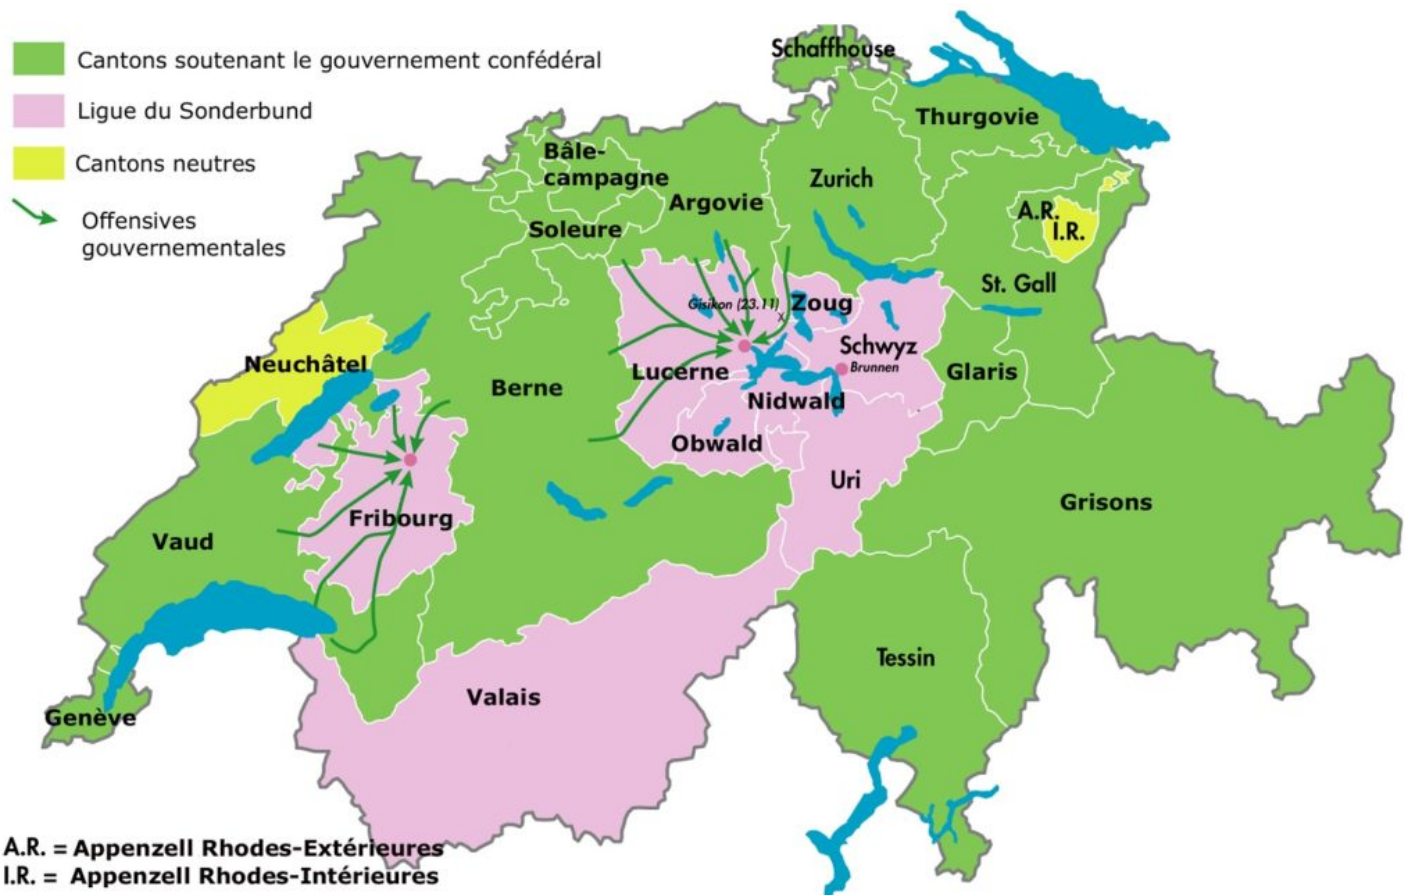 Cantons soutenant le gouvernement confédéral
Ligue du Sonderbund
Cantons neutres
Offensives
gouvernementales
Schaffhouse
Thurgovie
Bâle-
campagne
Zurich
Argovie
A.R.
I.R.
Soleure
St. Gall
Gisikon (23.11)
x
Zoug
Schwyz
Brunnen
Neuchâtel
Lucerne
Glaris
Berne
Nidwald
Obwald
Uri
Grisons
Fribourg
Vaud
Tessin
Valais
Genève
A.R. = Appenzell Rhodes-Extérieures
I.R. = Appenzell Rhodes-Intérieures